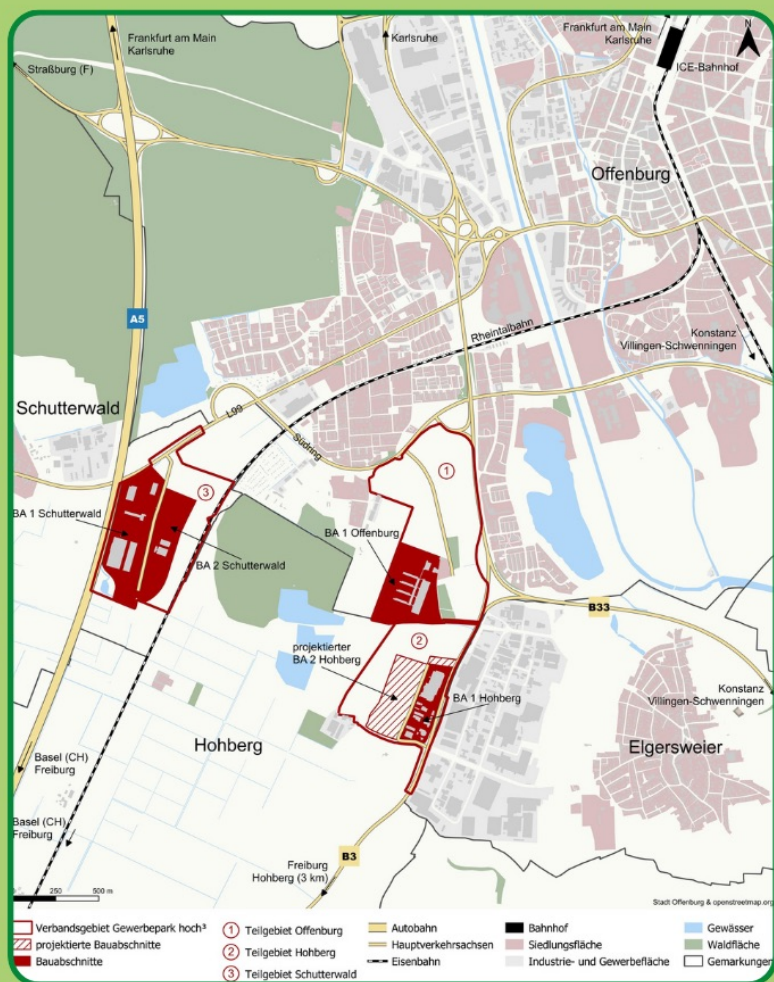 Frankfurt am Main
Karlsruhe
Karlsruhe
Frankfurt am Main
Karlsruhe
N
Straßburg (F)
ICE-Bahnhof
Offenburg
A5
Rheintalbahn
Konstanz
Villingen-Schwenningen
Schutterwald
L99
Südring
1
3
BA 1 Schutterwald
BA 1 Offenburg
BA 2 Schutterwald
B33
2
projektierter
BA 2 Hohberg
BA 1 Hohberg
Konstanz
Villingen-Schwenningen
Hohberg
Elgersweier
Basel (CH)
Freiburg
Basel (CH)
Freiburg
B3
Freiburg
Hohberg (3 km)
250 500 m
Stadt Offenburg & openstreetmap.org
Verbandsgebiet Gewerbepark hoch³
projektierte Bauabschnitte
Bauabschnitte
1 Teilgebiet Offenburg
2 Teilgebiet Hohberg
3 Teilgebiet Schutterwald
Autobahn
Hauptverkehrsachsen
Eisenbahn
Bahnhof
Siedlungsfläche
Industrie- und Gewerbefläche
Gewässer
Waldfläche
Gemarkungen